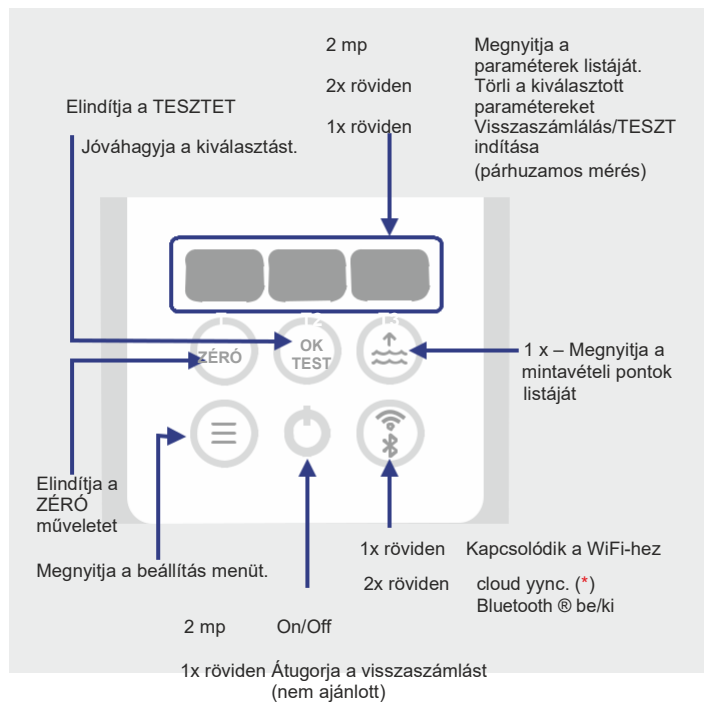 2 mp Megnyitja a
paraméterek listáját.
2x röviden Törli a kiválasztott
paramétereket
1x röviden Visszaszámlálás/TESZT
indítása
(párhuzamos mérés)
Elindítja a TESZTET
Jóváhagyja a kiválasztást.
T2 T3
ZÉRÓ
OK
TEST
1 x – Megnyitja a
mintavételi pontok
listáját
Elindítja a
ZÉRÓ
műveletet
Megnyitja a beállítás menüt.
1x röviden Kapcsolódik a WiFi-hez
2x röviden cloud yync. (*)
Bluetooth ® be/ki
2 mp On/Off
1x röviden Átugorja a visszaszámlást
(nem ajánlott)